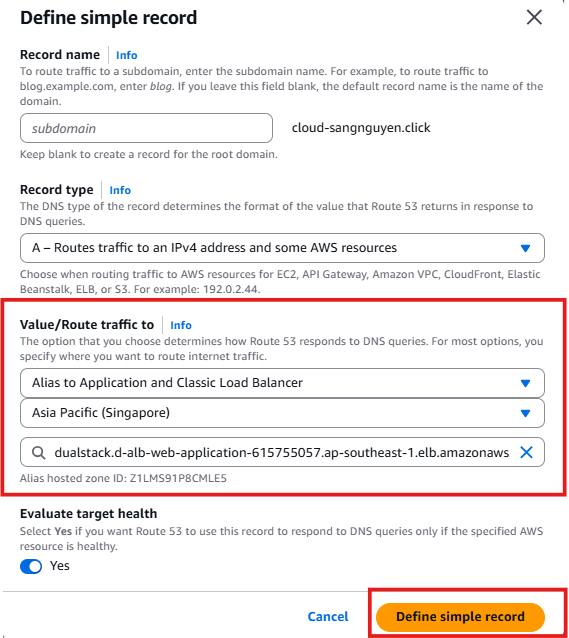 Define simple record
Record name Info
To route traffic to a subdomain, enter the subdomain name. For example, to route traffic to
blog.example.com, enter blog. If you leave this field blank, the default record name is the name of the
domain.
subdomain cloud-sangnguyen.click
Keep blank to create a record for the root domain.
Record type Info
The DNS type of the record determines the format of the value that Route 53 returns in response to
DNS queries.
A – Routes traffic to an IPv4 address and some AWS resources
Choose when routing traffic to AWS resources for EC2, API Gateway, Amazon VPC, CloudFront, Elastic
Beanstalk, ELB, or S3. For example: 192.0.2.44.
Value/Route traffic to Info
The option that you choose determines how Route 53 responds to DNS queries. For most options, you
specify where you want to route internet traffic.
Alias to Application and Classic Load Balancer
Asia Pacific (Singapore)
dualstack.d-alb-web-application-615755057.ap-southeast-1.elb.amazonaws
Alias hosted zone ID: Z1LMS91P8CMLE5
Evaluate target health
Select Yes if you want Route 53 to use this record to respond to DNS queries only if the specified AWS
resource is healthy.
Yes
Cancel Define simple record